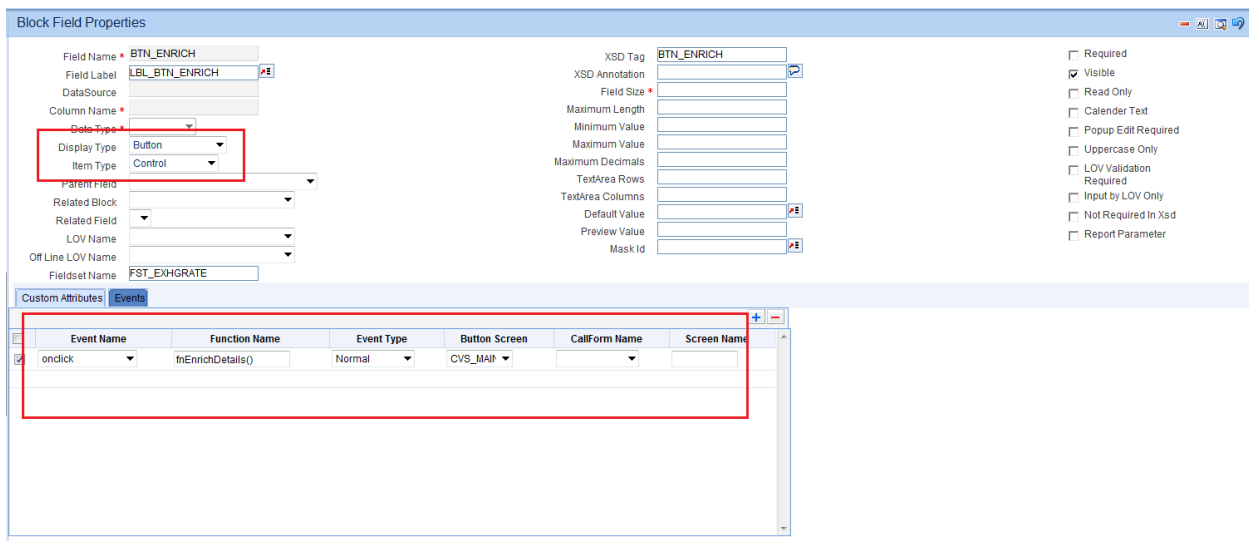 Block Field Properties
Field Name * BTN_ENRICH
Field Label LBL_BTN_ENRICH
DataSource
Column Name *
Data Type *
Display Type Button
Item Type Control
Parent Field
Related Block
Related Field
LOV Name
Off Line LOV Name
Fieldset Name FST_EXHGRATE
XSD Tag BTN_ENRICH
XSD Annotation
Field Size *
Maximum Length
Minimum Value
Maximum Value
Maximum Decimals
TextArea Rows
TextArea Columns
Default Value
Preview Value
Mask Id
Required
Visible
Read Only
Calender Text
Popup Edit Required
Uppercase Only
LOV Validation
Required
Input by LOV Only
Not Required In Xsd
Report Parameter
Custom Attributes Events
Event Name Function Name Event Type Button Screen CallForm Name Screen Name
onclick fnEnrichDetails() Normal CVS_MAIN